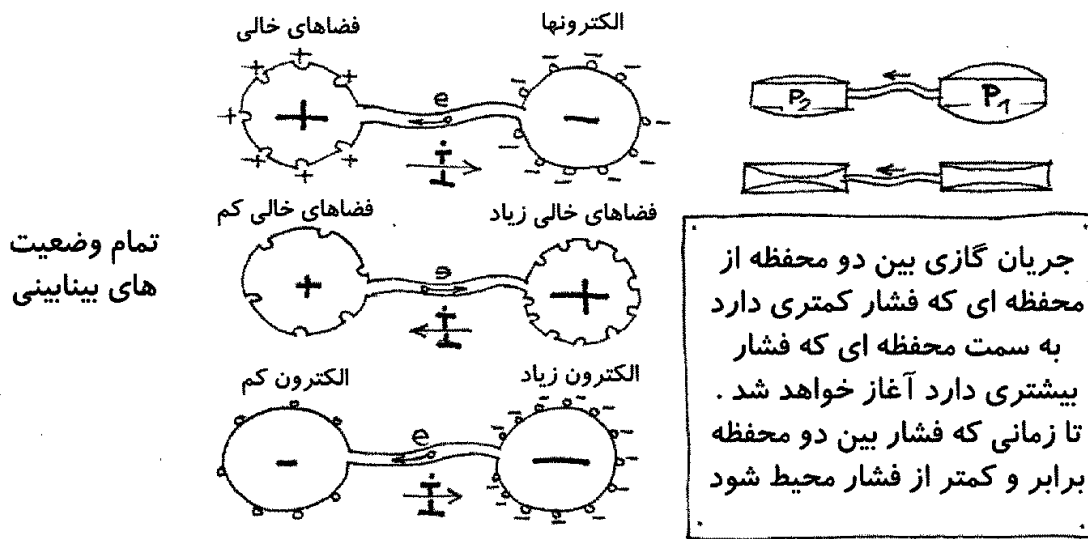 فضاهای خالی
الکترونها
+ + + + + + + +
+
e
−
− − − − − − − − − −
فضاهای خالی کم
فضاهای خالی زیاد
+
e
+
الکترون کم
الکترون زیاد
-
e
—
تمام وضعیت
های بینابینی
P2
P1
جریان گازی بین دو محفظه از
محفظه ای که فشار کمتری دارد
به سمت محفظه ای که فشار
بیشتری دارد آغاز خواهد شد .
تا زمانی که فشار بین دو محفظه
برابر و کمتر از فشار محیط شود